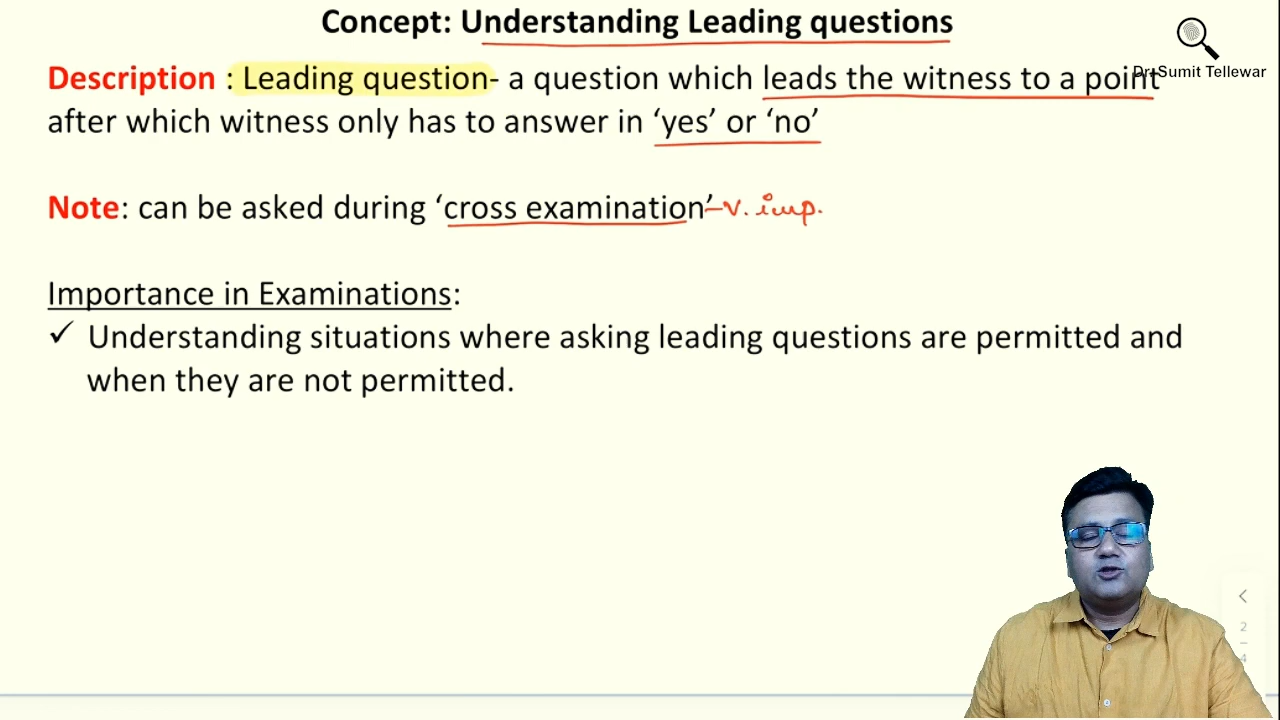 Concept: Understanding Leading questions
Dr. Sumit Tellewar
Description : Leading question- a question which leads the witness to a point
after which witness only has to answer in ‘yes’ or ‘no’
Note: can be asked during ‘cross examination’-v. imp.
Importance in Examinations:
✓ Understanding situations where asking leading questions are permitted and
when they are not permitted.
<
2
4